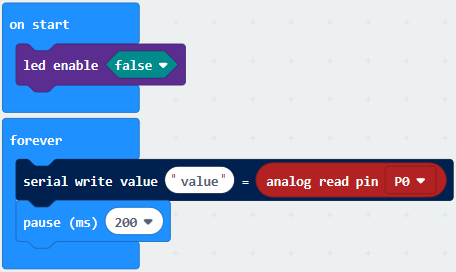 on start
led enable false
forever
serial write value "value" = analog read pin P0
pause (ms) 200